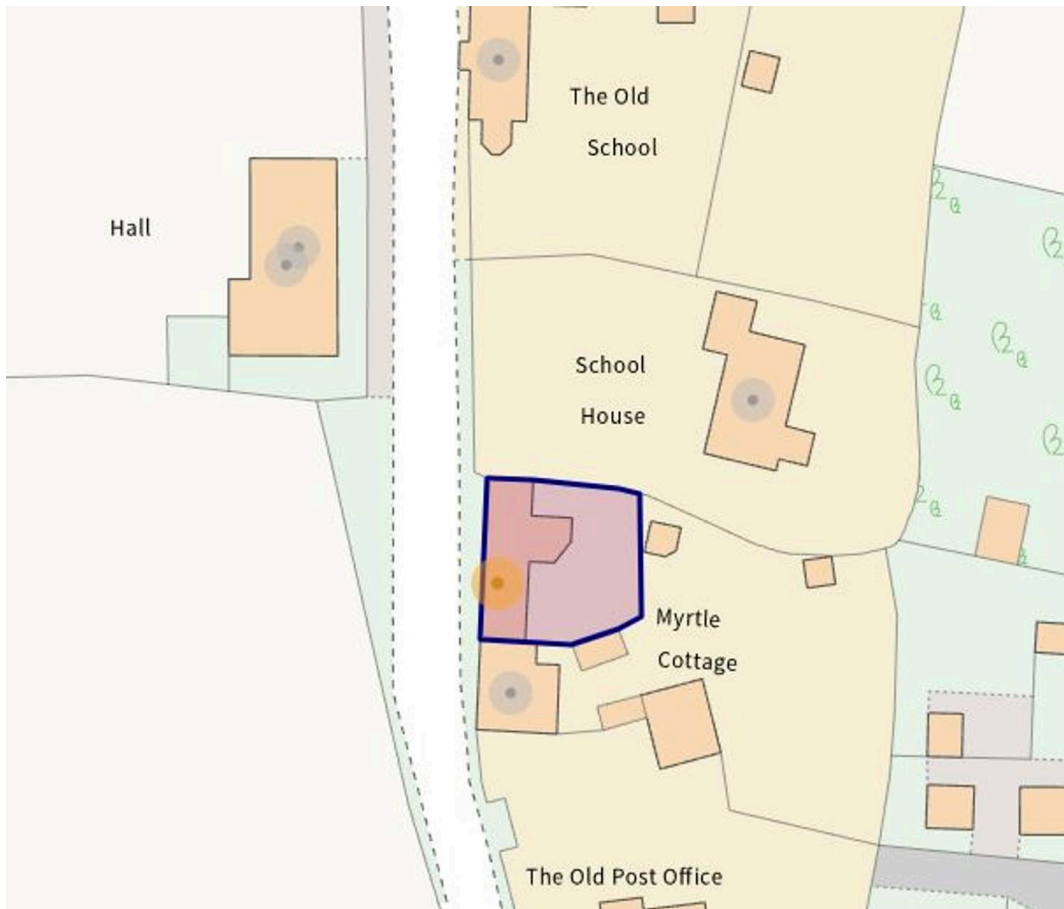 The Old
School
Hall
School
House
Myrtle
Cottage
The Old Post Office